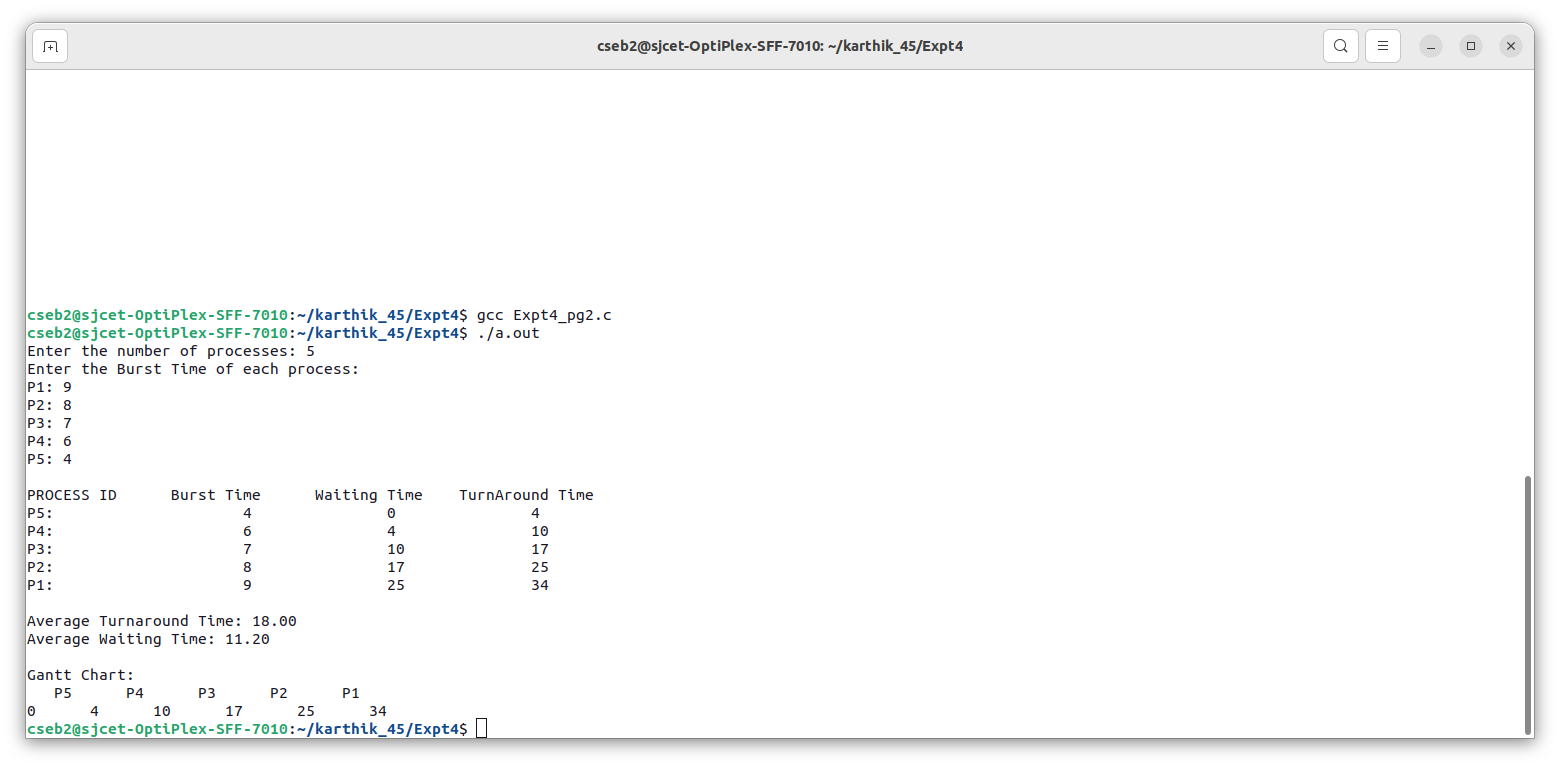 cseb2@sjcet-OptiPlex-SFF-7010: ~/karthik_45/Expt4
cseb2@sjcet-OptiPlex-SFF-7010:~/karthik_45/Expt4$ gcc Expt4_pg2.c
cseb2@sjcet-OptiPlex-SFF-7010:~/karthik_45/Expt4$ ./a.out
Enter the number of processes: 5
Enter the Burst Time of each process:
P1: 9
P2: 8
P3: 7
P4: 6
P5: 4
PROCESS ID      Burst Time      Waiting Time    TurnAround Time
P5:                     4               0               4
P4:                     6               4               10
P3:                     7               10              17
P2:                     8               17              25
P1:                     9               25              34
Average Turnaround Time: 18.00
Average Waiting Time: 11.20
Gantt Chart:
   P5      P4      P3      P2      P1
0      4      10      17      25      34
cseb2@sjcet-OptiPlex-SFF-7010:~/karthik_45/Expt4$